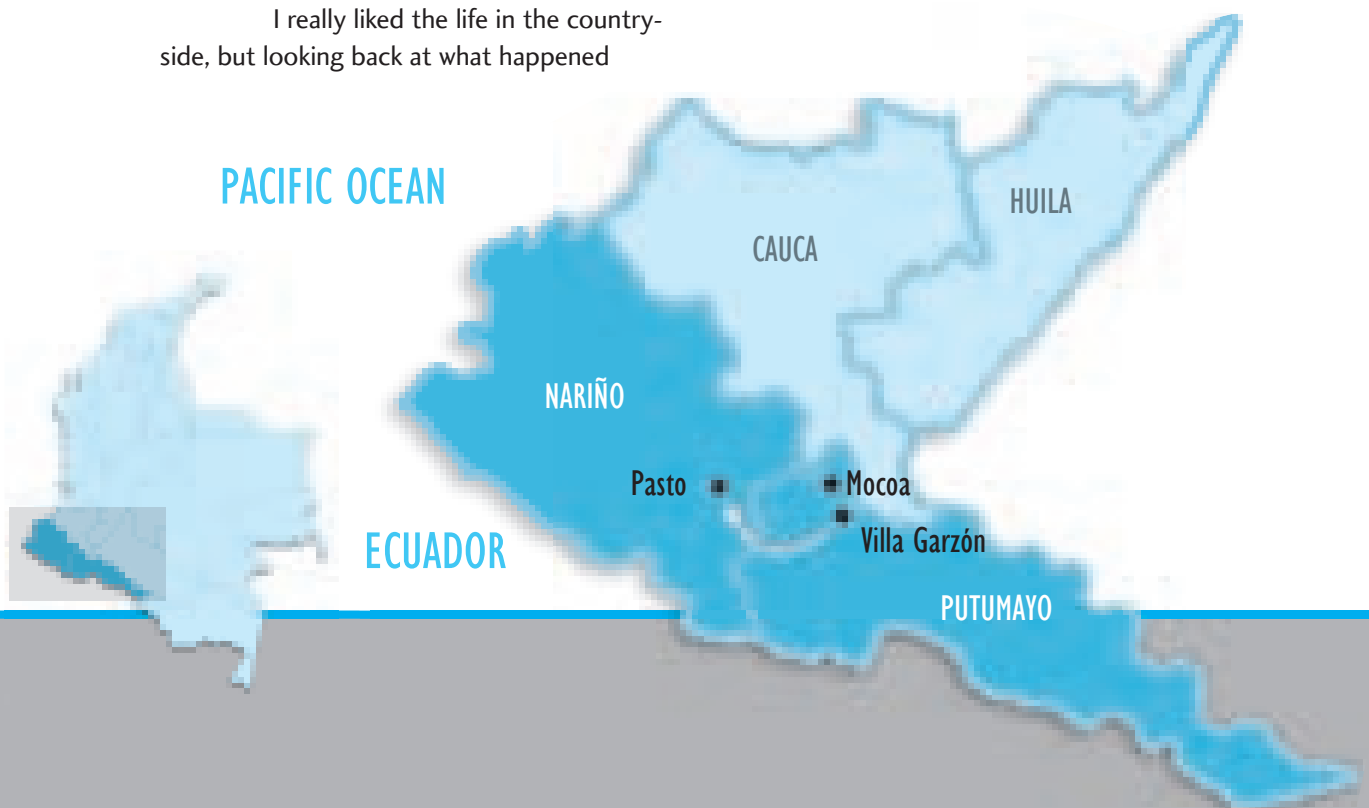 I really liked the life in the country-
side, but looking back at what happened
PACIFIC OCEAN
HUILA
CAUCA
NARIÑO
Pasto
Mocoa
Villa Garzón
ECUADOR
PUTUMAYO